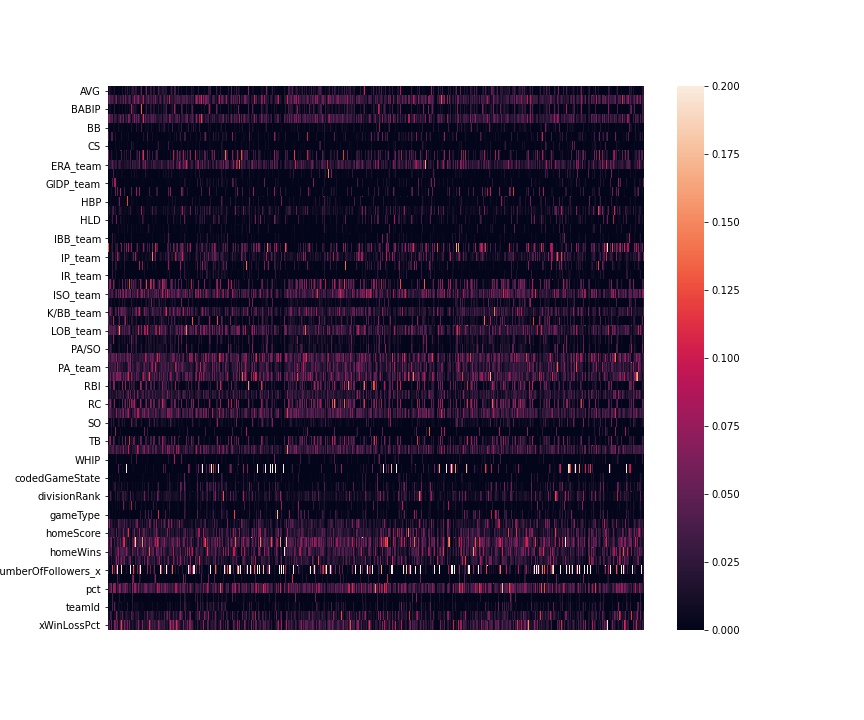 AVG
BABIP
BB
CS
ERA_team
GIDP_team
HBP
HLD
IBB_team
IP_team
IR_team
ISO_team
K/BB_team
LOB_team
PA/SO
PA_team
RBI
RC
SO
TB
WHIP
codedGameState
divisionRank
gameType
homeScore
homeWins
umberOfFollowers_x
pct
teamId
xWinLossPct
0.200
0.175
0.150
0.125
0.100
0.075
0.050
0.025
0.000